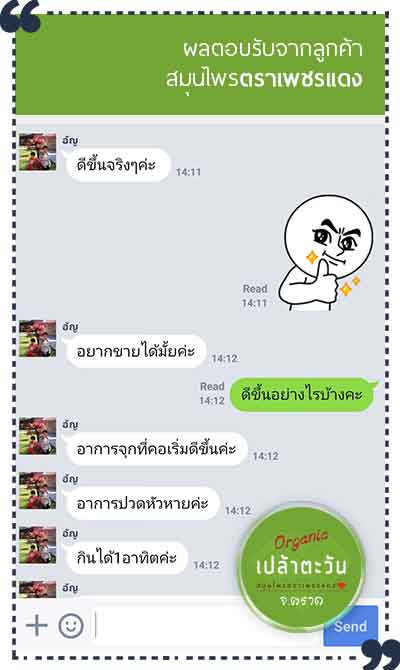 ผลตอบรับจากลูกค้า
สมุนไพรตราเพชรแดง
อัญ
ดีขึ้นจริงๆค่ะ
14:11
Read
14:11
อัญ
อยากขายได้มั้ยค่ะ
14:12
Read
14:12
ดีขึ้นอย่างไรบ้างคะ
อัญ
อาการจุกที่คอเริ่มดีขึ้นค่ะ
14:12
อัญ
อาการปวดหัวหายค่ะ
14:12
อัญ
กินได้1อาทิตค่ะ
14:12
อัญ
Organic
เปล้าตะวัน
สมุนไพรตราเพชรแดง
จ.ตราด
Send